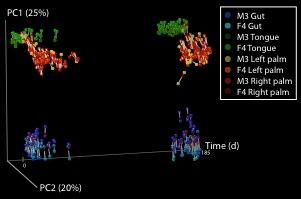 PC1 (25%)
M3 Gut
F4 Gut
M3 Tongue
F4 Tongue
M3 Left palm
F4 Left palm
M3 Right palm
F4 Right palm
Time (d)
0
185
PC2 (20%)